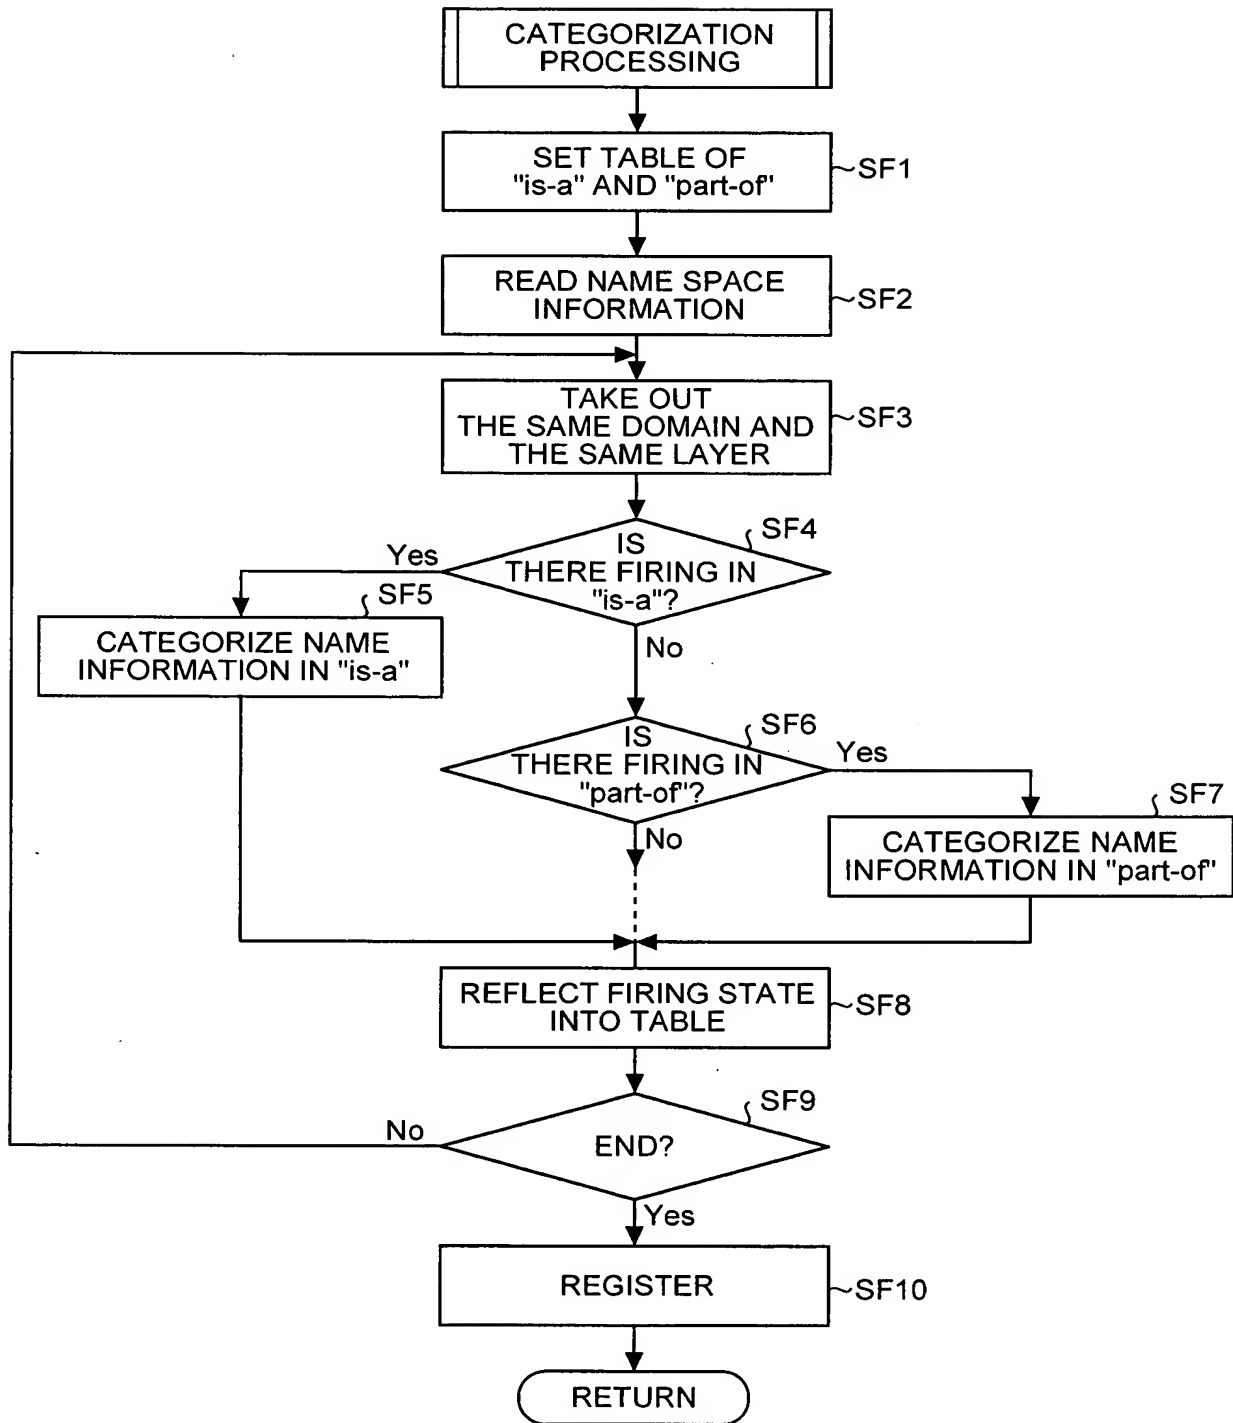 CATEGORIZATION
PROCESSING
SET TABLE OF
"is-a" AND "part-of"
SF1
READ NAME SPACE
INFORMATION
SF2
TAKE OUT
THE SAME DOMAIN AND
THE SAME LAYER
SF3
SF4
IS
THERE FIRING IN
"is-a"?
Yes
No
SF5
CATEGORIZE NAME
INFORMATION IN "is-a"
SF6
IS
THERE FIRING IN
"part-of"?
Yes
No
SF7
CATEGORIZE NAME
INFORMATION IN "part-of"
REFLECT FIRING STATE
INTO TABLE
SF8
SF9
END?
No
Yes
REGISTER
SF10
RETURN